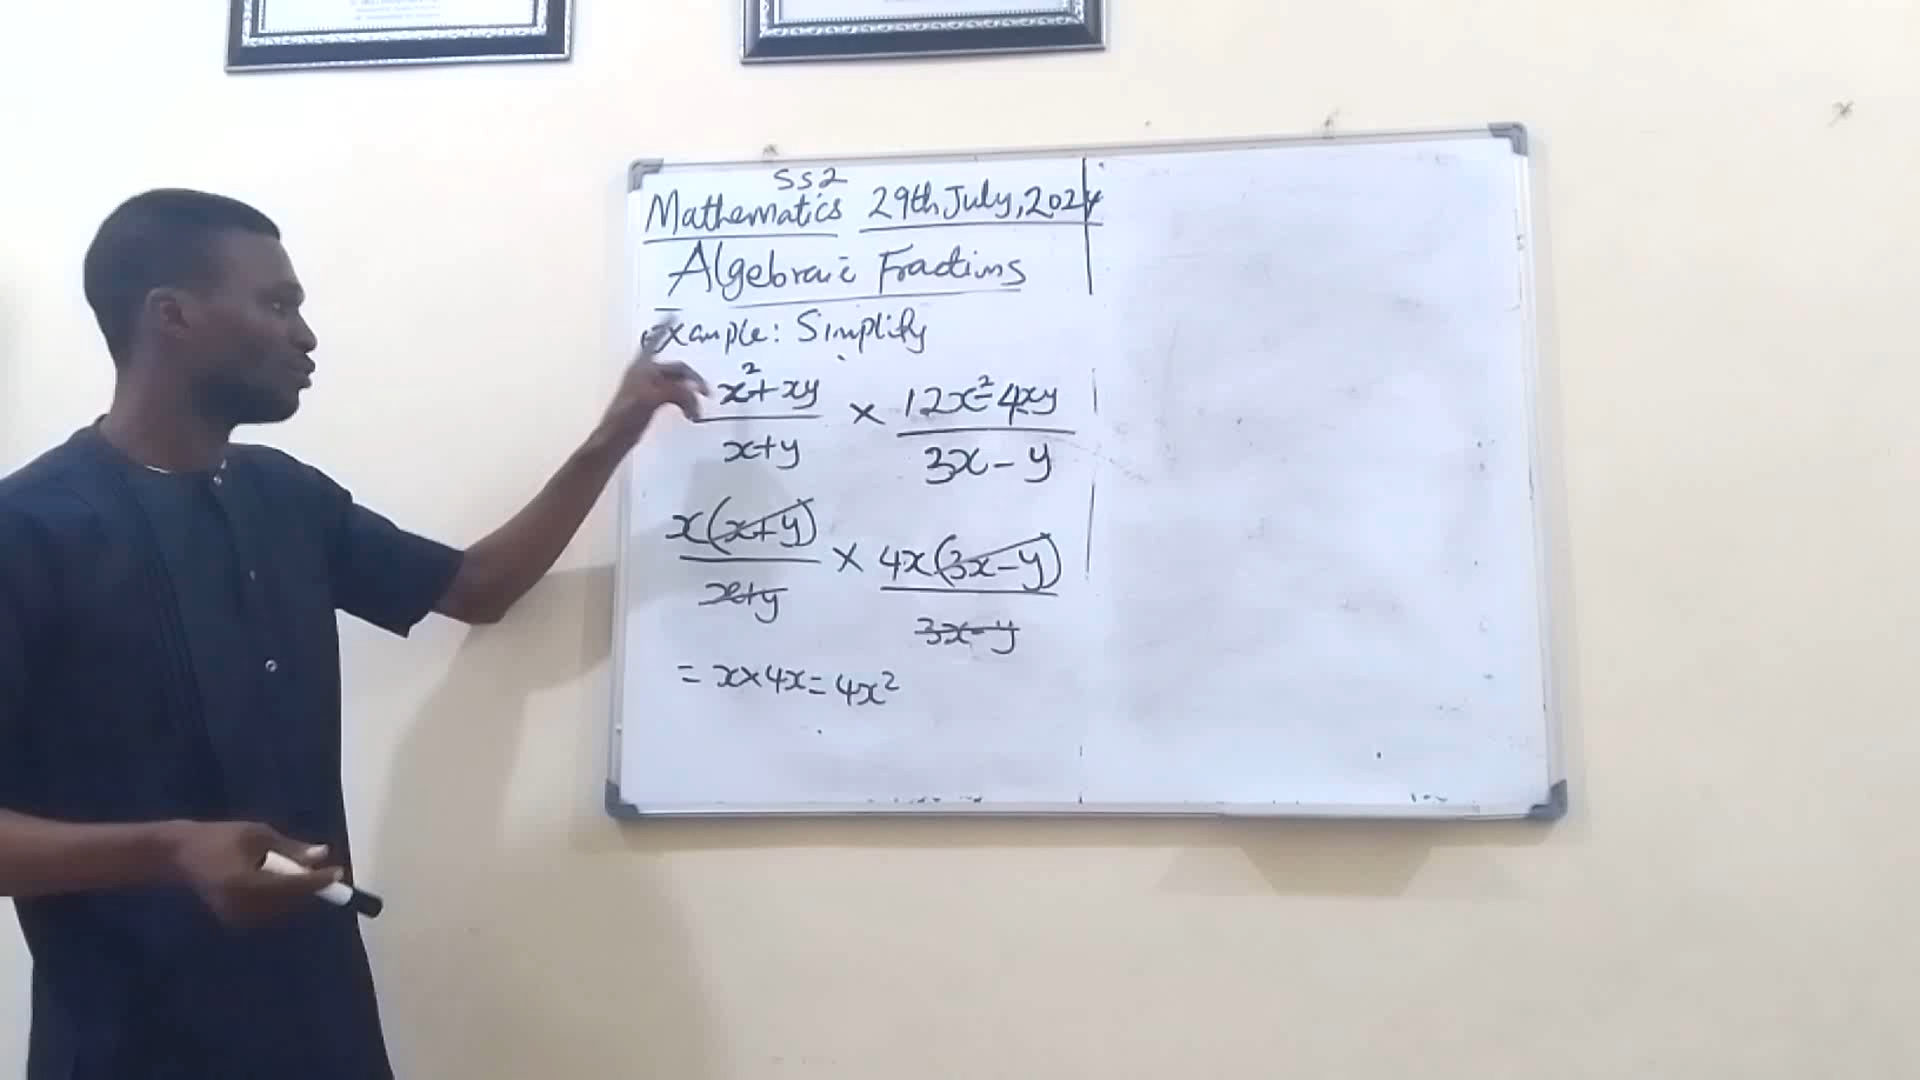 SS2
Mathematics 29th July, 2024
Algebraic Fractions
Example: Simplify
x²+xy / x+y × 12x²-4xy / 3x-y
x(x+y) / x+y × 4x(3x-y) / 3x-y
= x×4x = 4x²